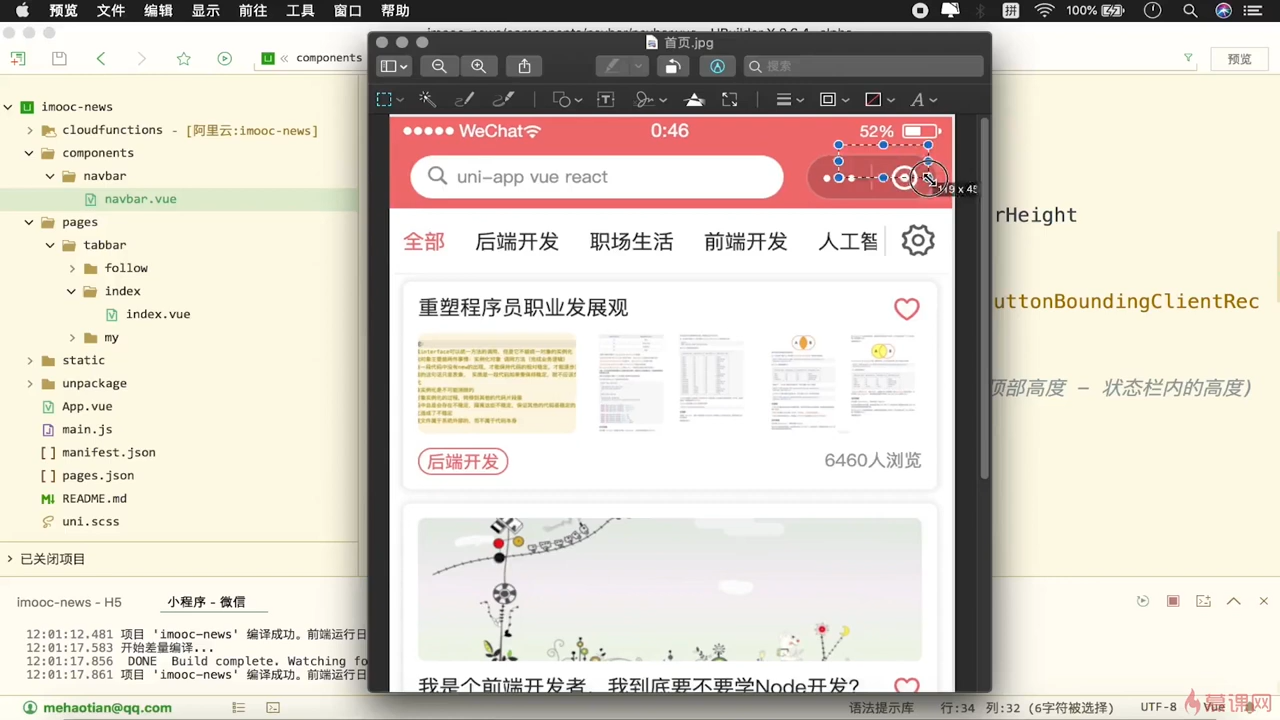 预览 文件 编辑 显示 前往 工具 窗口 帮助 拼 100%
首页.jpg
components
搜索
预览
imooc-news
cloudfunctions - [阿里云:imooc-news]
components
navbar
navbar.vue
pages
tabbar
follow
index
index.vue
my
static
unpackage
App.vue
main.js
manifest.json
pages.json
README.md
uni.scss
已关闭项目
WeChat 0:46 52%
uni-app vue react
全部 后端开发 职场生活 前端开发 人工智
重塑程序员职业发展观
后端开发 6460人浏览
我是个前端开发者，我到底要不要学Node开发?
rHeight
uttonBoundingClientRec
顶部高度 - 状态栏内的高度)
imooc-news - H5 小程序 - 微信
12:01:12.481 项目 'imooc-news' 编译成功。前端运行日
12:01:17.583 开始差量编译...
12:01:17.856 DONE Build complete. Watching fo
12:01:17.861 项目 'imooc-news' 编译成功。前端运行日
mehaotian@qq.com 语法提示库 行:34 列:32 (6字符被选择) UTF-8 Vue
慕课网